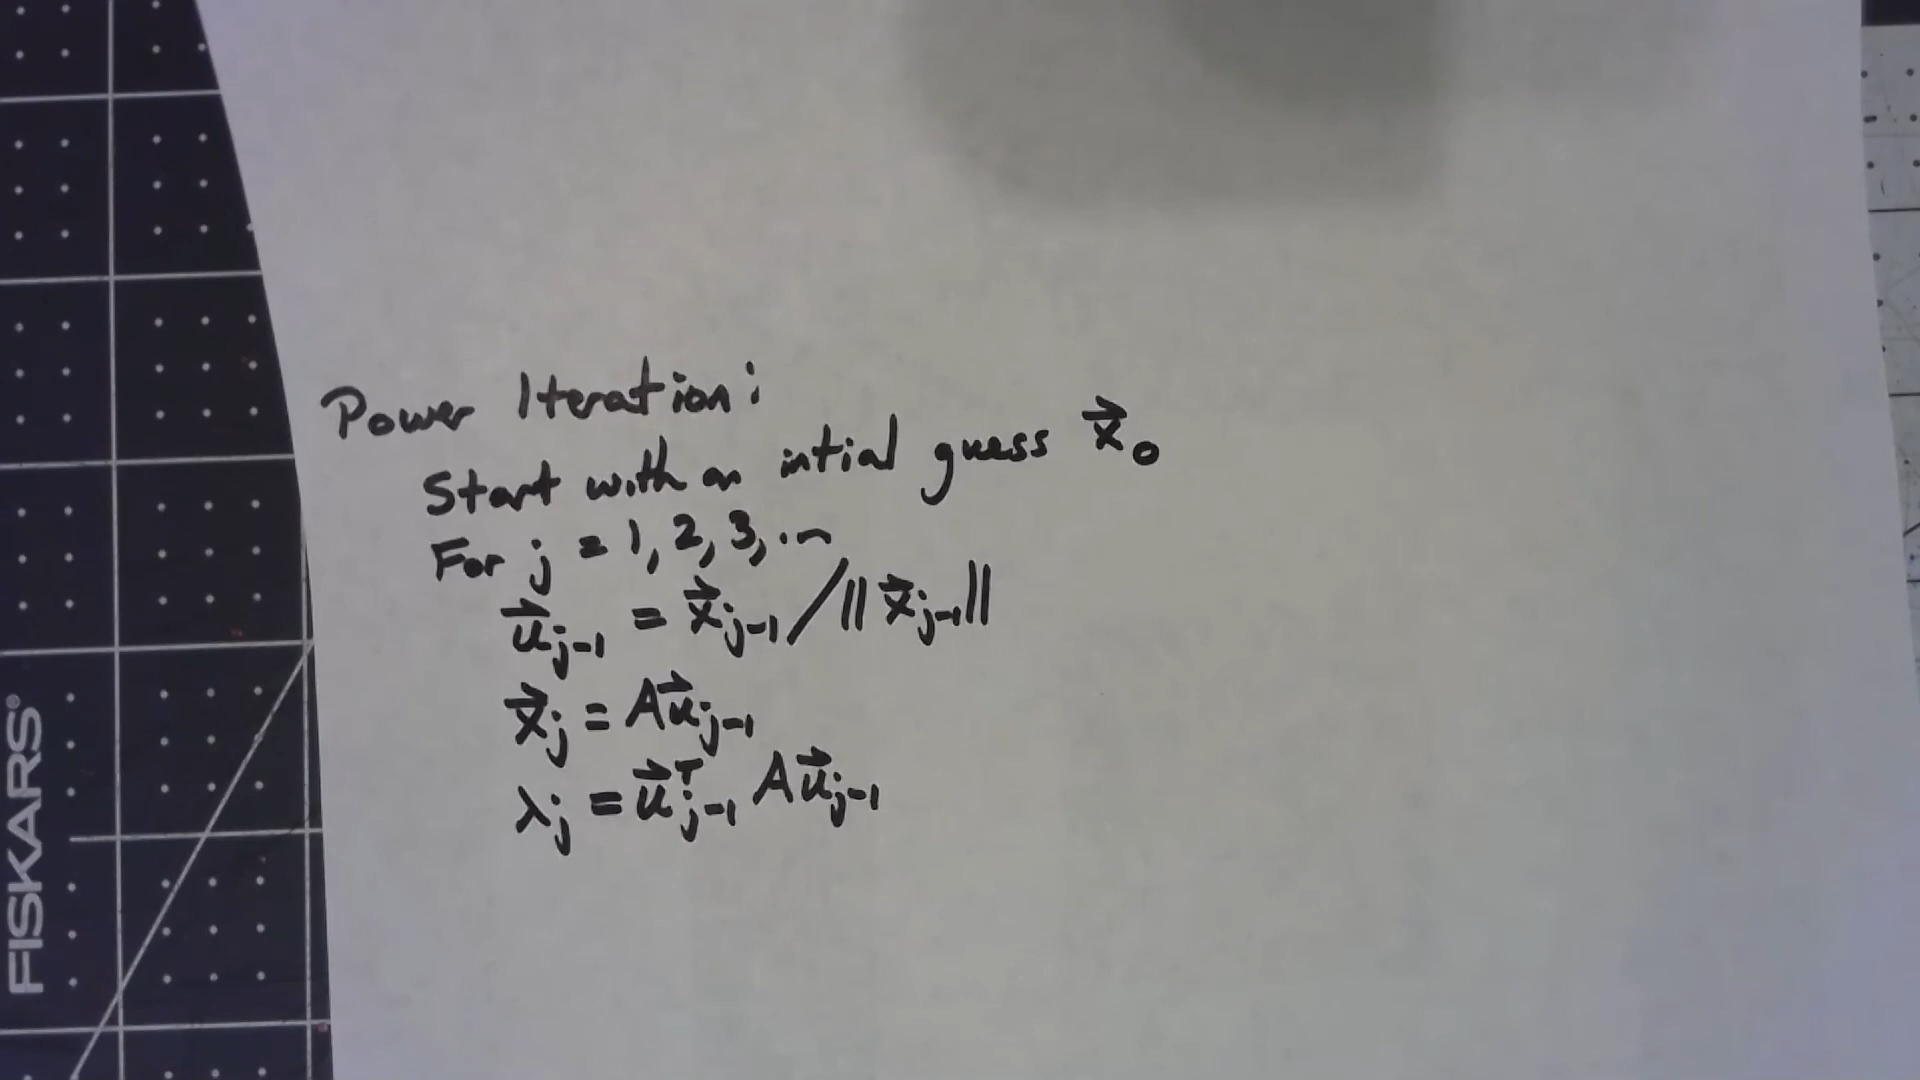 Power Iteration:
Start with an intial guess x⃗₀
For j = 1, 2, 3, ...
u⃗ⱼ₋₁ = x⃗ⱼ₋₁ / ‖x⃗ⱼ₋₁‖
x⃗ⱼ = Au⃗ⱼ₋₁
λⱼ = u⃗ᵀⱼ₋₁ Au⃗ⱼ₋₁
FISKARS®